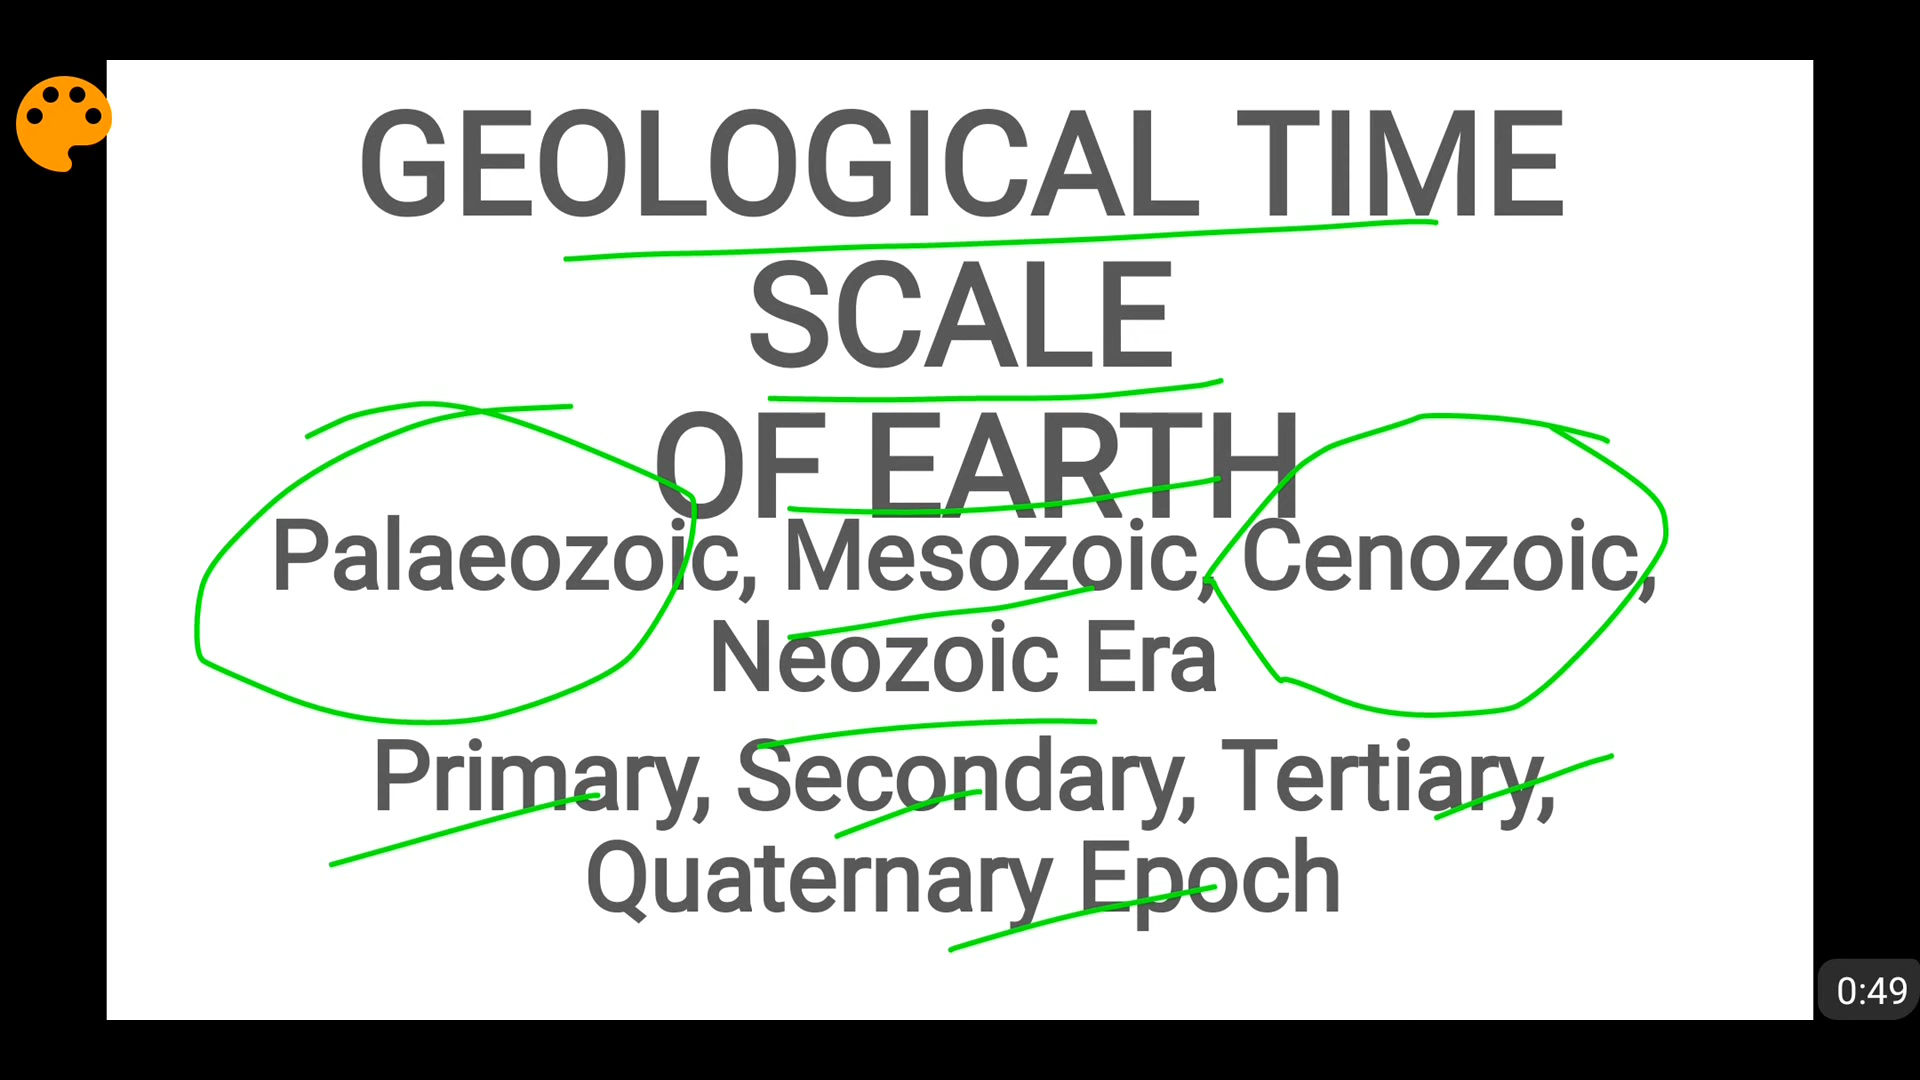 GEOLOGICAL TIME
SCALE
OF EARTH
Palaeozoic, Mesozoic, Cenozoic,
Neozoic Era
Primary, Secondary, Tertiary,
Quaternary Epoch
0:49